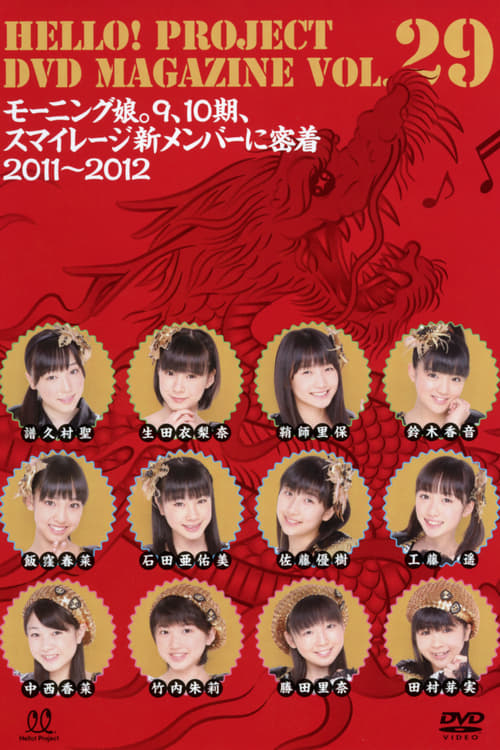 HELLO! PROJECT
DVD MAGAZINE VOL.29
モーニング娘。9、10期、
スマイレージ新メンバーに密着
2011～2012
譜久村聖 生田衣梨奈 鞘師里保 鈴木香音
飯窪春菜 石田亜佑美 佐藤優樹 工藤遥
中西香菜 竹内朱莉 勝田里奈 田村芽実
Hello! Project
DVD
VIDEO